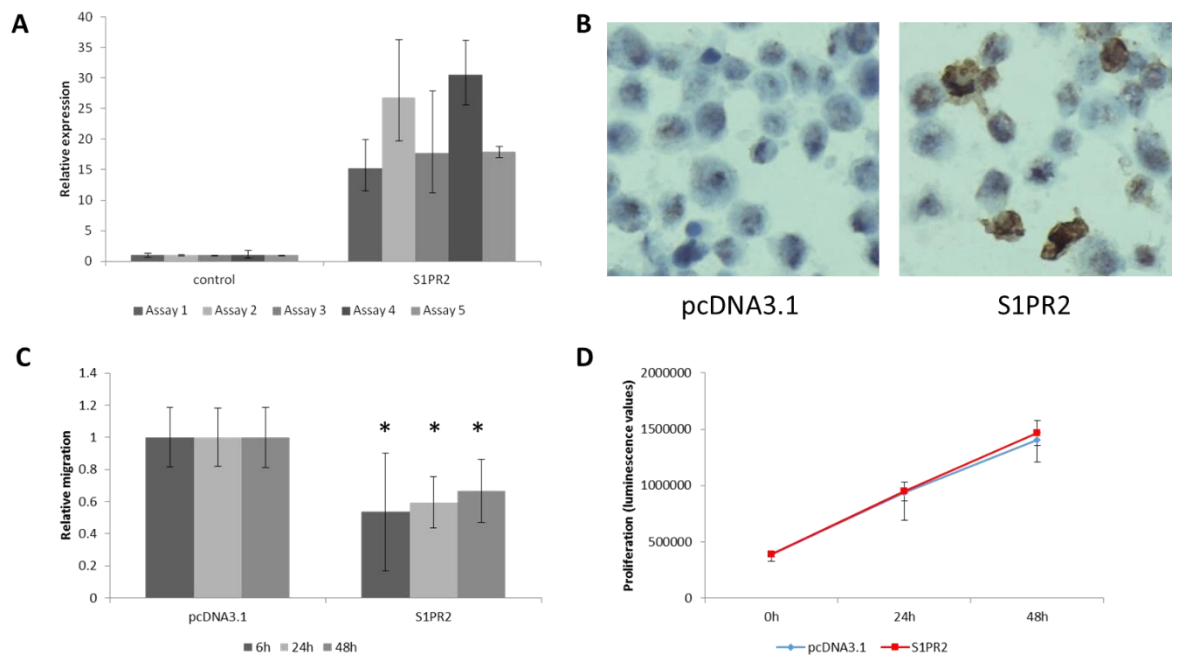 A
Relative expression
40
35
30
25
20
15
10
5
0
control S1PR2
Assay 1 Assay 2 Assay 3 Assay 4 Assay 5
B
pcDNA3.1 S1PR2
C
Relative migration
1.4
1.2
1
0.8
0.6
0.4
0.2
0
* * *
pcDNA3.1 S1PR2
6h 24h 48h
D
Proliferation (luminescence values)
2000000
1500000
1000000
500000
0
0h 24h 48h
pcDNA3.1 S1PR2